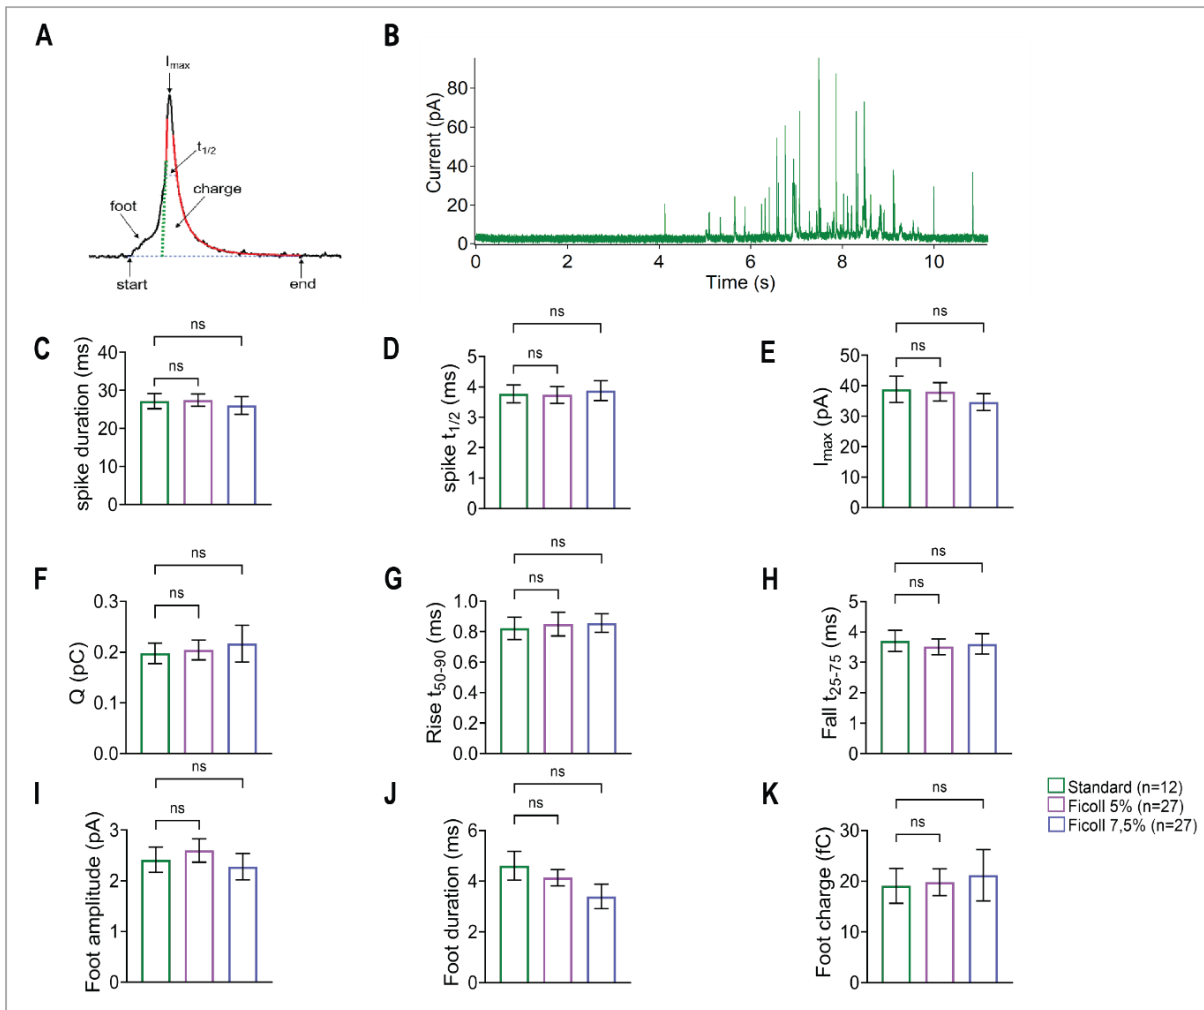 A
I_max
t_1/2
charge
foot
start
end
B
Current (pA)
80
60
40
20
0
0 2 4 6 8 10
Time (s)
C
spike duration (ms)
40
30
20
10
0
ns
ns
D
spike t_1/2 (ms)
5
4
3
2
1
0
ns
ns
E
I_max (pA)
50
40
30
20
10
0
ns
ns
F
Q (pC)
0.3
0.2
0.1
0.0
ns
ns
G
Rise t_50-90 (ms)
1.0
0.8
0.6
0.4
0.2
0.0
ns
ns
H
Fall t_25-75 (ms)
5
4
3
2
1
0
ns
ns
I
Foot amplitude (pA)
3
2
1
0
ns
ns
J
Foot duration (ms)
6
4
2
0
ns
ns
K
Foot charge (fC)
30
20
10
0
ns
ns
Standard (n=12)
Ficoll 5% (n=27)
Ficoll 7,5% (n=27)